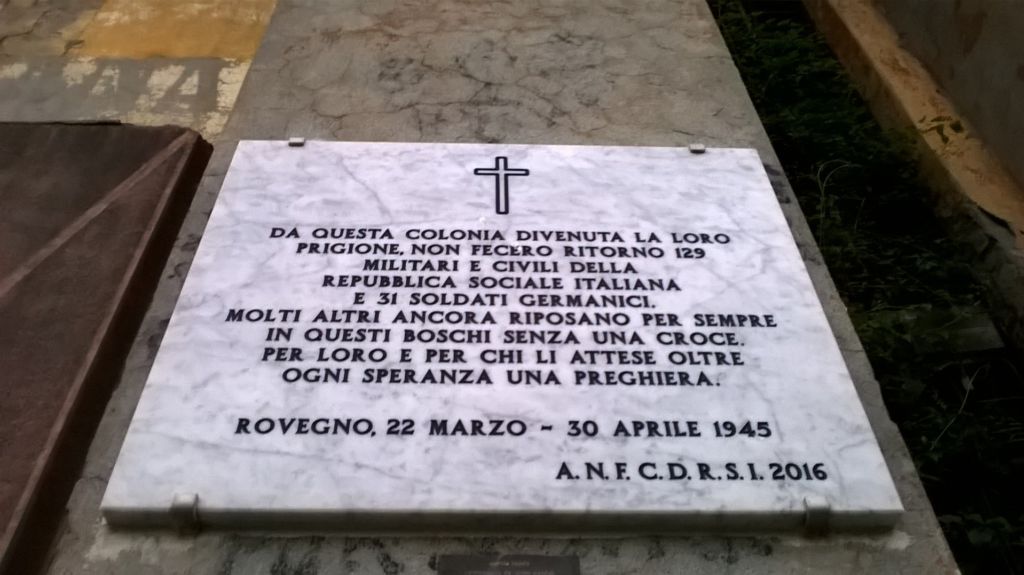 DA QUESTA COLONIA DIVENUTA LA LORO
PRIGIONE, NON FECERO RITORNO 129
MILITARI E CIVILI DELLA
REPUBBLICA SOCIALE ITALIANA
E 31 SOLDATI GERMANICI.
MOLTI ALTRI ANCORA RIPOSANO PER SEMPRE
IN QUESTI BOSCHI SENZA UNA CROCE.
PER LORO E PER CHI LI ATTESE OLTRE
OGNI SPERANZA UNA PREGHIERA.
ROVEGNO, 22 MARZO - 30 APRILE 1945
A.N.F.C.D.R.S.I. 2016